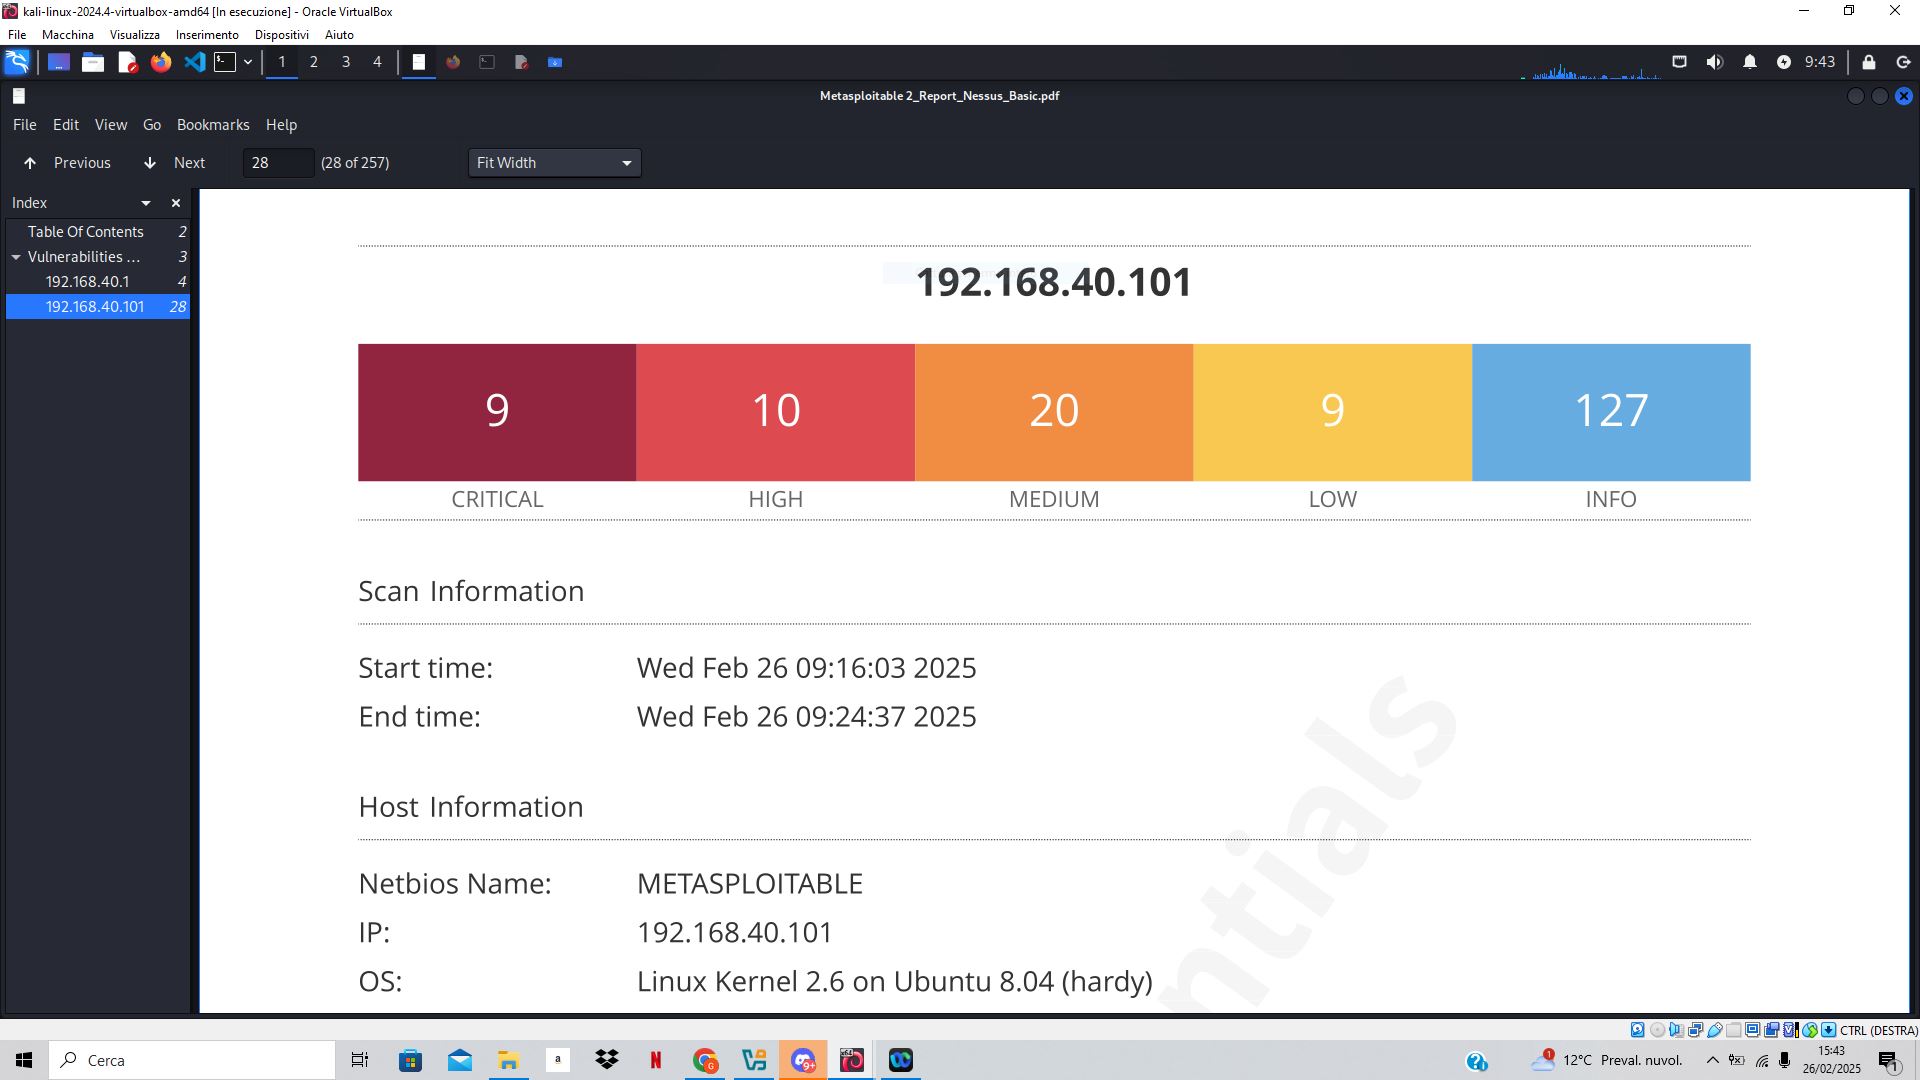 kali-linux-2024.4-virtualbox-amd64 [In esecuzione] - Oracle VirtualBox
File Macchina Visualizza Inserimento Dispositivi Aiuto
1 2 3 4 9:43
Metasploitable 2_Report_Nessus_Basic.pdf
File Edit View Go Bookmarks Help
Previous Next 28 (28 of 257) Fit Width
Index
Table Of Contents 2
Vulnerabilities ... 3
192.168.40.1 4
192.168.40.101 28
192.168.40.101
9 10 20 9 127
CRITICAL HIGH MEDIUM LOW INFO
Scan Information
Start time: Wed Feb 26 09:16:03 2025
End time: Wed Feb 26 09:24:37 2025
Host Information
Netbios Name: METASPLOITABLE
IP: 192.168.40.101
OS: Linux Kernel 2.6 on Ubuntu 8.04 (hardy)
ntials
CTRL (DESTRA)
Cerca
12°C Preval. nuvol.
15:43
26/02/2025